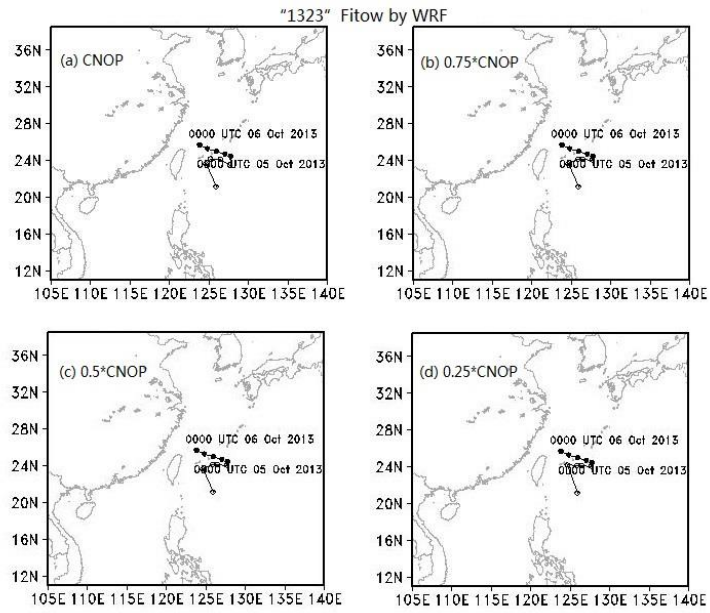 "1323" Fitow by WRF
(a) CNOP
36N
32N
28N
24N
20N
16N
12N
0000 UTC 06 Oct 2013
0000 UTC 05 Oct 2013
105E 110E 115E 120E 125E 130E 135E 140E
(b) 0.75*CNOP
36N
32N
28N
24N
20N
16N
12N
0000 UTC 06 Oct 2013
0000 UTC 05 Oct 2013
105E 110E 115E 120E 125E 130E 135E 140E
(c) 0.5*CNOP
36N
32N
28N
24N
20N
16N
12N
0000 UTC 06 Oct 2013
0000 UTC 05 Oct 2013
105E 110E 115E 120E 125E 130E 135E 140E
(d) 0.25*CNOP
36N
32N
28N
24N
20N
16N
12N
0000 UTC 06 Oct 2013
0000 UTC 05 Oct 2013
105E 110E 115E 120E 125E 130E 135E 140E